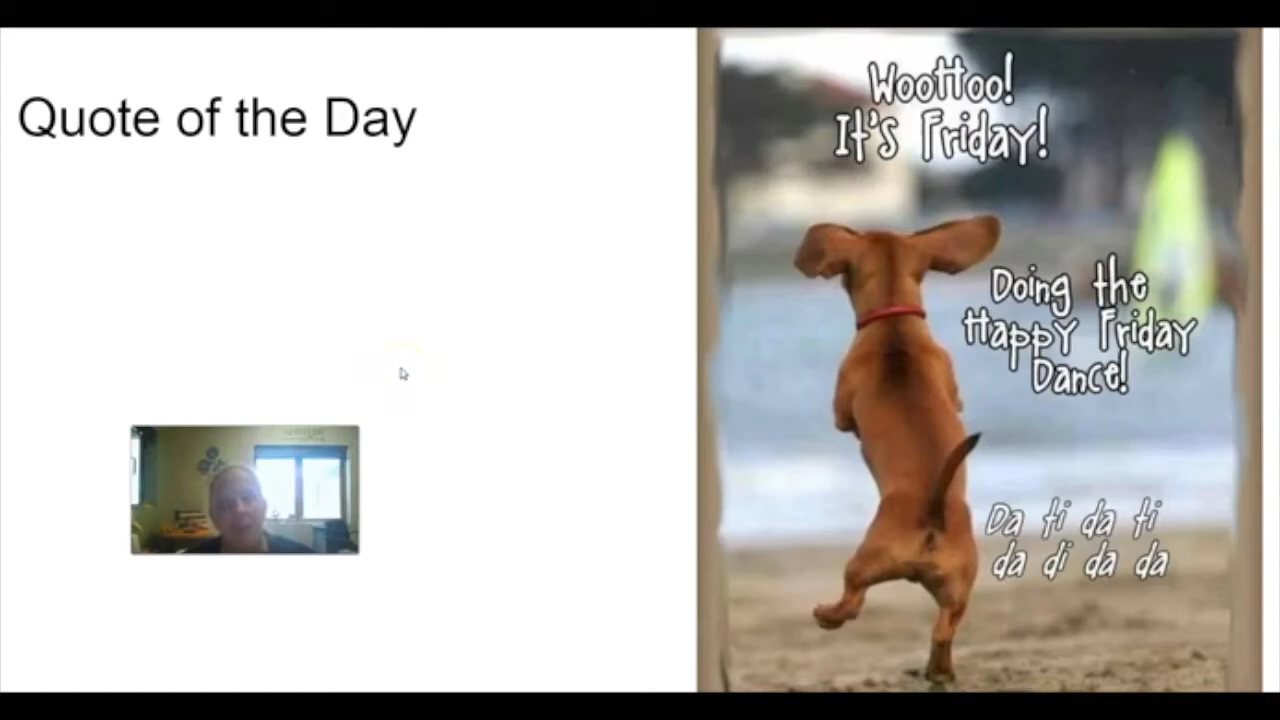 Quote of the Day
WooHoo!
It's Friday!
Doing the
Happy Friday
Dance!
Da ti da ti
da di da da